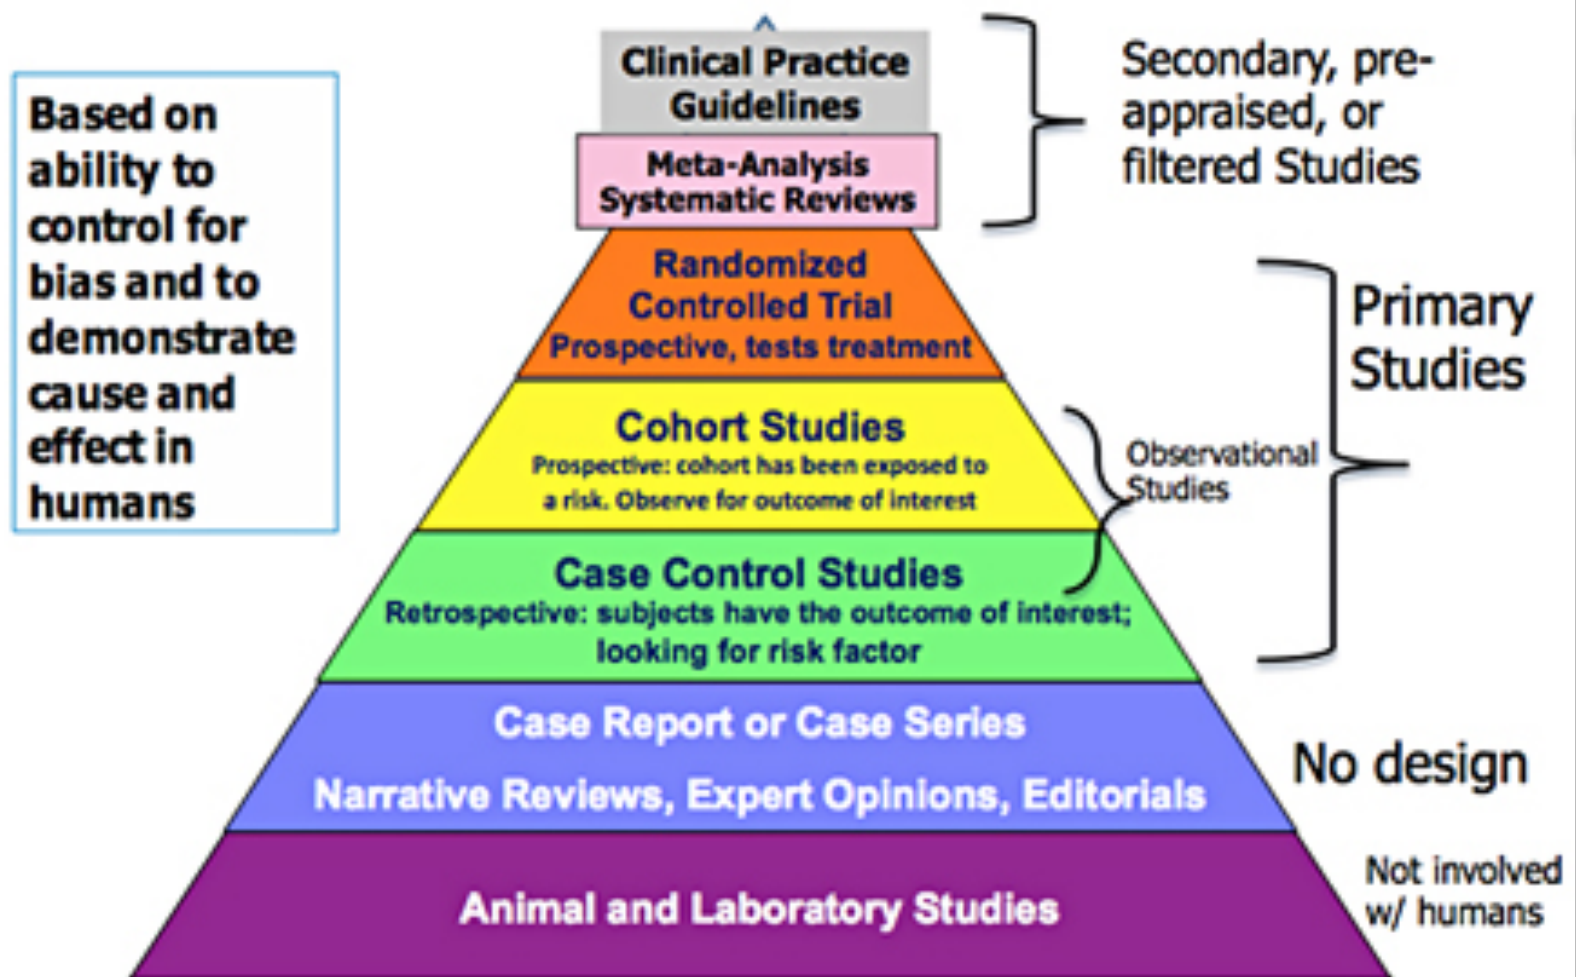 Based on
ability to
control for
bias and to
demonstrate
cause and
effect in
humans
Clinical Practice
Guidelines
Meta-Analysis
Systematic Reviews
Secondary, pre-
appraised, or
filtered Studies
Randomized
Controlled Trial
Prospective, tests treatment
Primary
Studies
Cohort Studies
Prospective: cohort has been exposed to
a risk. Observe for outcome of interest
Observational
Studies
Case Control Studies
Retrospective: subjects have the outcome of interest;
looking for risk factor
Case Report or Case Series
Narrative Reviews, Expert Opinions, Editorials
No design
Animal and Laboratory Studies
Not involved
w/ humans